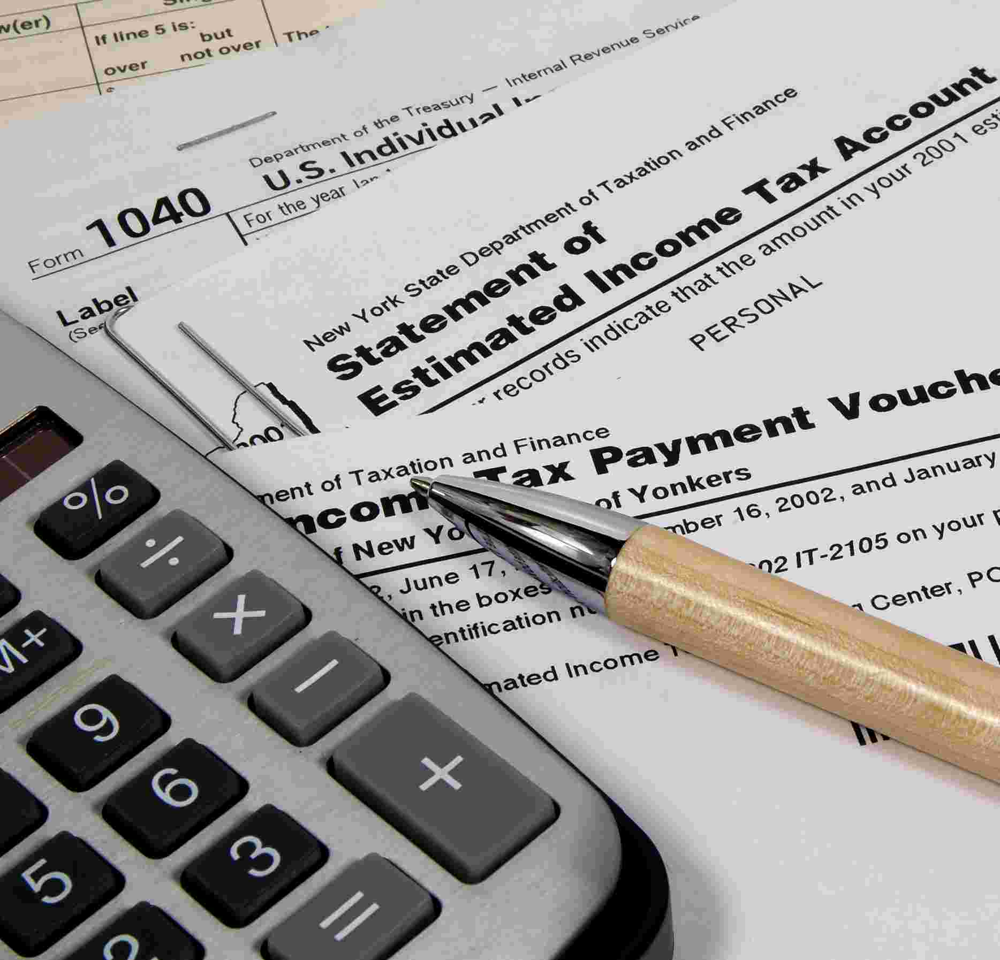 w(er)
If line 5 is:
but
over not over
The
Department of the Treasury — Internal Revenue Service
U.S. Individual
Form 1040
For the year
Label
(See
New York State Department of Taxation and Finance
Statement of
Estimated Income Tax Account
records indicate that the amount in your 2001 esti
PERSONAL
ment of Taxation and Finance
ncom Tax Payment Vouche
f New Yo of Yonkers
2, June 17, mber 16, 2002, and January
in the boxes 02 IT-2105 on your p
entification nu g Center, PO
mated Income T
%
÷
×
M+
−
9
+
6
3
5
=
2